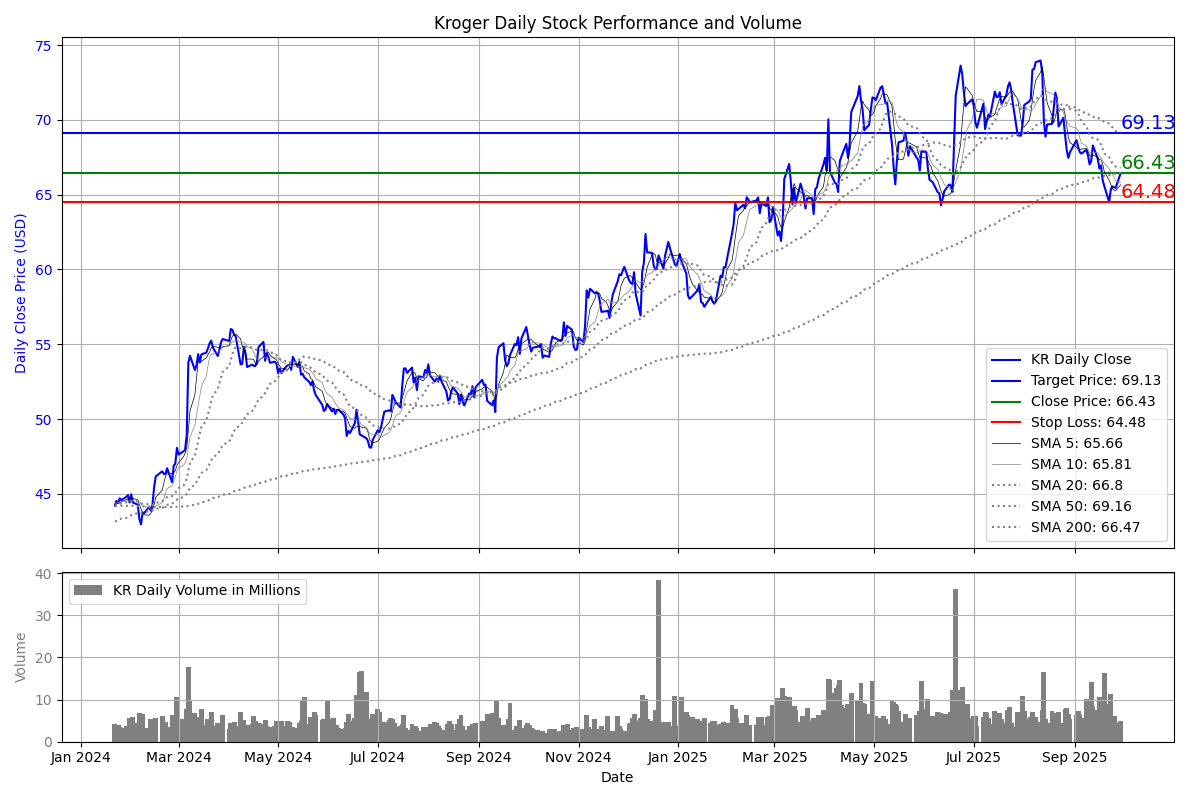 Kroger Daily Stock Performance and Volume
Daily Close Price (USD)
75
70
65
60
55
50
45
69.13
66.43
64.48
KR Daily Close
Target Price: 69.13
Close Price: 66.43
Stop Loss: 64.48
SMA 5: 65.66
SMA 10: 65.81
SMA 20: 66.8
SMA 50: 69.16
SMA 200: 66.47
Volume
40
30
20
10
0
KR Daily Volume in Millions
Jan 2024 Mar 2024 May 2024 Jul 2024 Sep 2024 Nov 2024 Jan 2025 Mar 2025 May 2025 Jul 2025 Sep 2025
Date